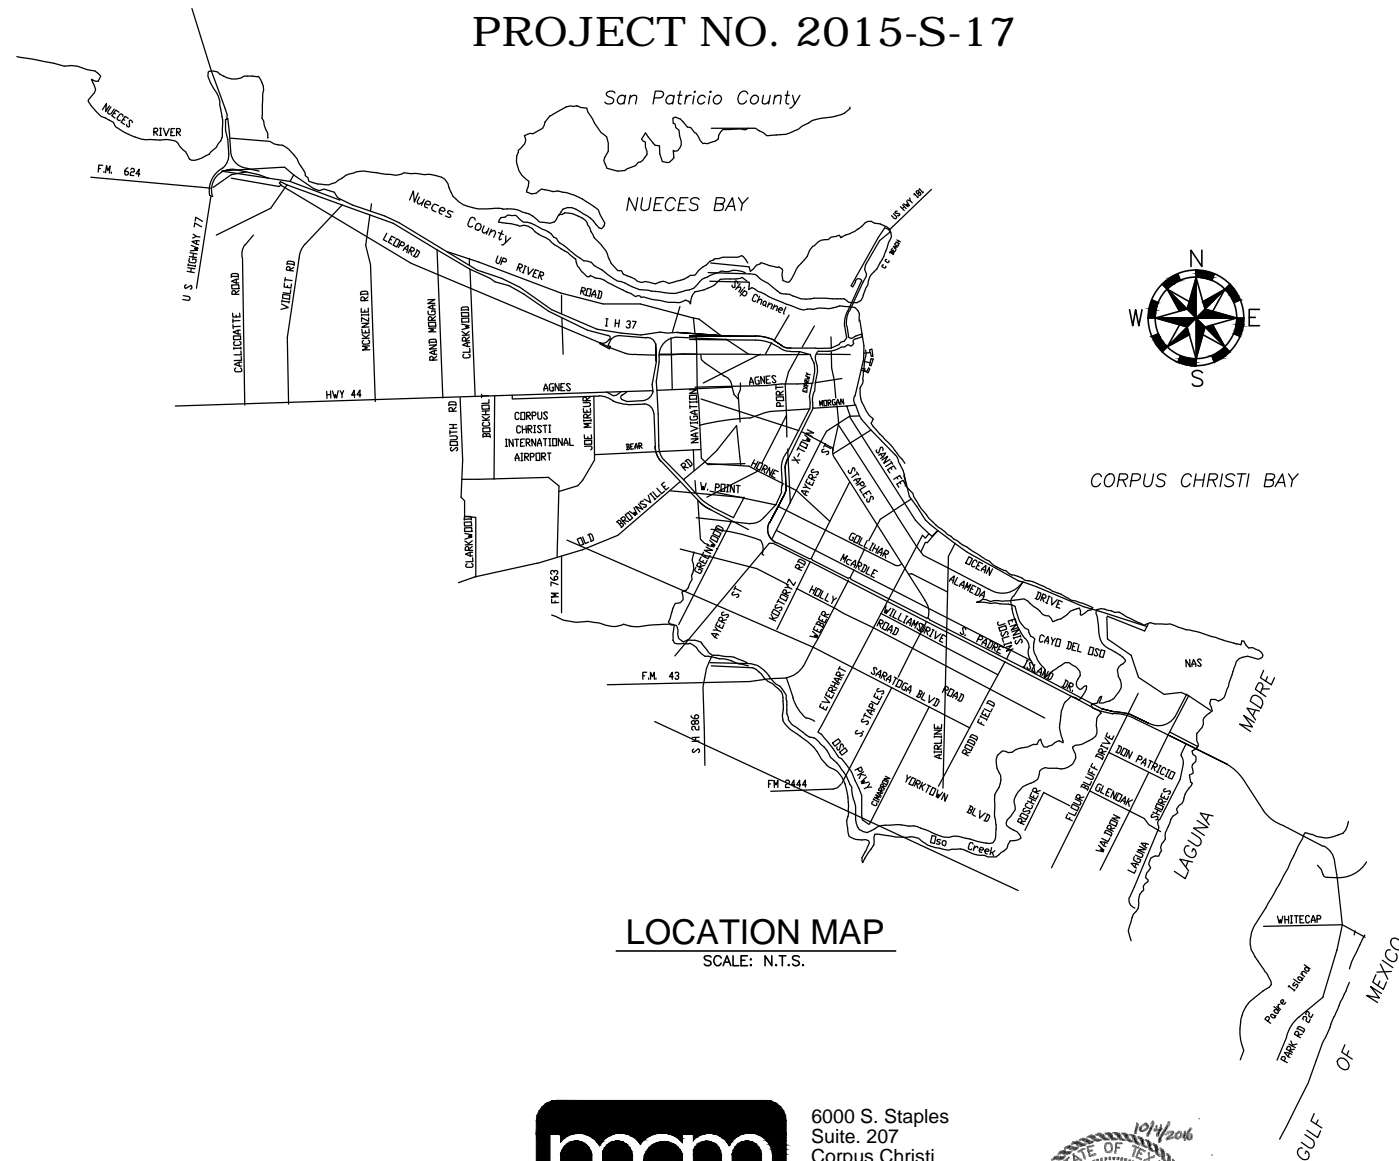 PROJECT NO. 2015-S-17
San Patricio County
NUECES
RIVER
F.M. 624
NUECES BAY
US HWY 181
C C BEACH
Nueces County
U S HIGHWAY 77
LEOPARD
UP RIVER
ROAD
Ship Channel
CALLICOATTE ROAD
VIOLET RD
MCKENZIE RD
RAND MORGAN
CLARKWOOD
I H 37
N
W
E
S
HWY 44
AGNES
AGNES
PORT
EXPWY
MORGAN
SOUTH RD
BOCKHOLT
CORPUS
CHRISTI
INTERNATIONAL
AIRPORT
JOE MIREUR
BEAR
NAVIGATION
X-TOWN
AYERS ST
STAPLES
SANTE FE
HORNE
W. POINT
OLD BROWNSVILLE RD
CORPUS CHRISTI BAY
CLARKWOOD
FM 763
GREENWOOD
AYERS ST
KOSTORYZ RD
GOLLIHAR
McARDLE
HOLLY
ROAD
WEBER
WILLIAMS
DRIVE
ALAMEDA
OCEAN
DRIVE
ENNIS
JOSLIN
S. PADRE
ISLAND DR.
CAYO DEL OSO
NAS
F.M. 43
S H 286
EVERHART
SARATOGA BLVD
ROAD
S. STAPLES
AIRLINE
RODD FIELD
OSO
PKWY
CIMARRON
YORKTOWN
BLVD
FM 2444
Oso Creek
ROSCHER
FLOUR BLUFF DRIVE
DON PATRICIO
GLENOAK
WALDRON
LAGUNA
SHORES
LAGUNA
MADRE
WHITECAP
Padre Island
PARK RD 22
GULF
OF
MEXICO
LOCATION MAP
SCALE: N.T.S.
6000 S. Staples
Suite. 207
Corpus Christi
10/4/2016